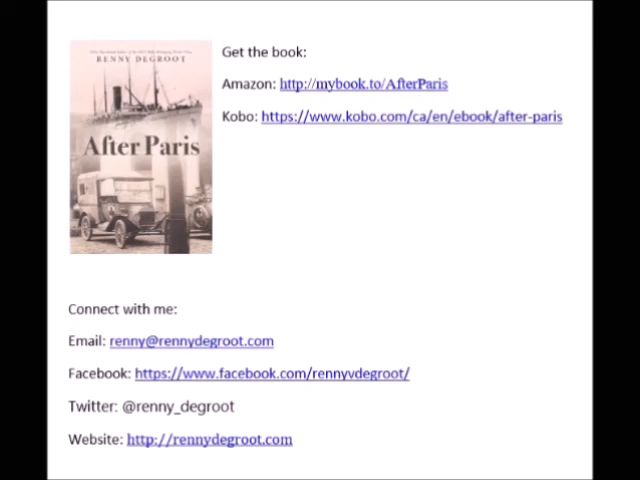 RENNY DEGROOT
After Paris
Get the book:
Amazon: http://mybook.to/AfterParis
Kobo: https://www.kobo.com/ca/en/ebook/after-paris
Connect with me:
Email: renny@rennydegroot.com
Facebook: https://www.facebook.com/rennyvdegroot/
Twitter: @renny_degroot
Website: http://rennydegroot.com